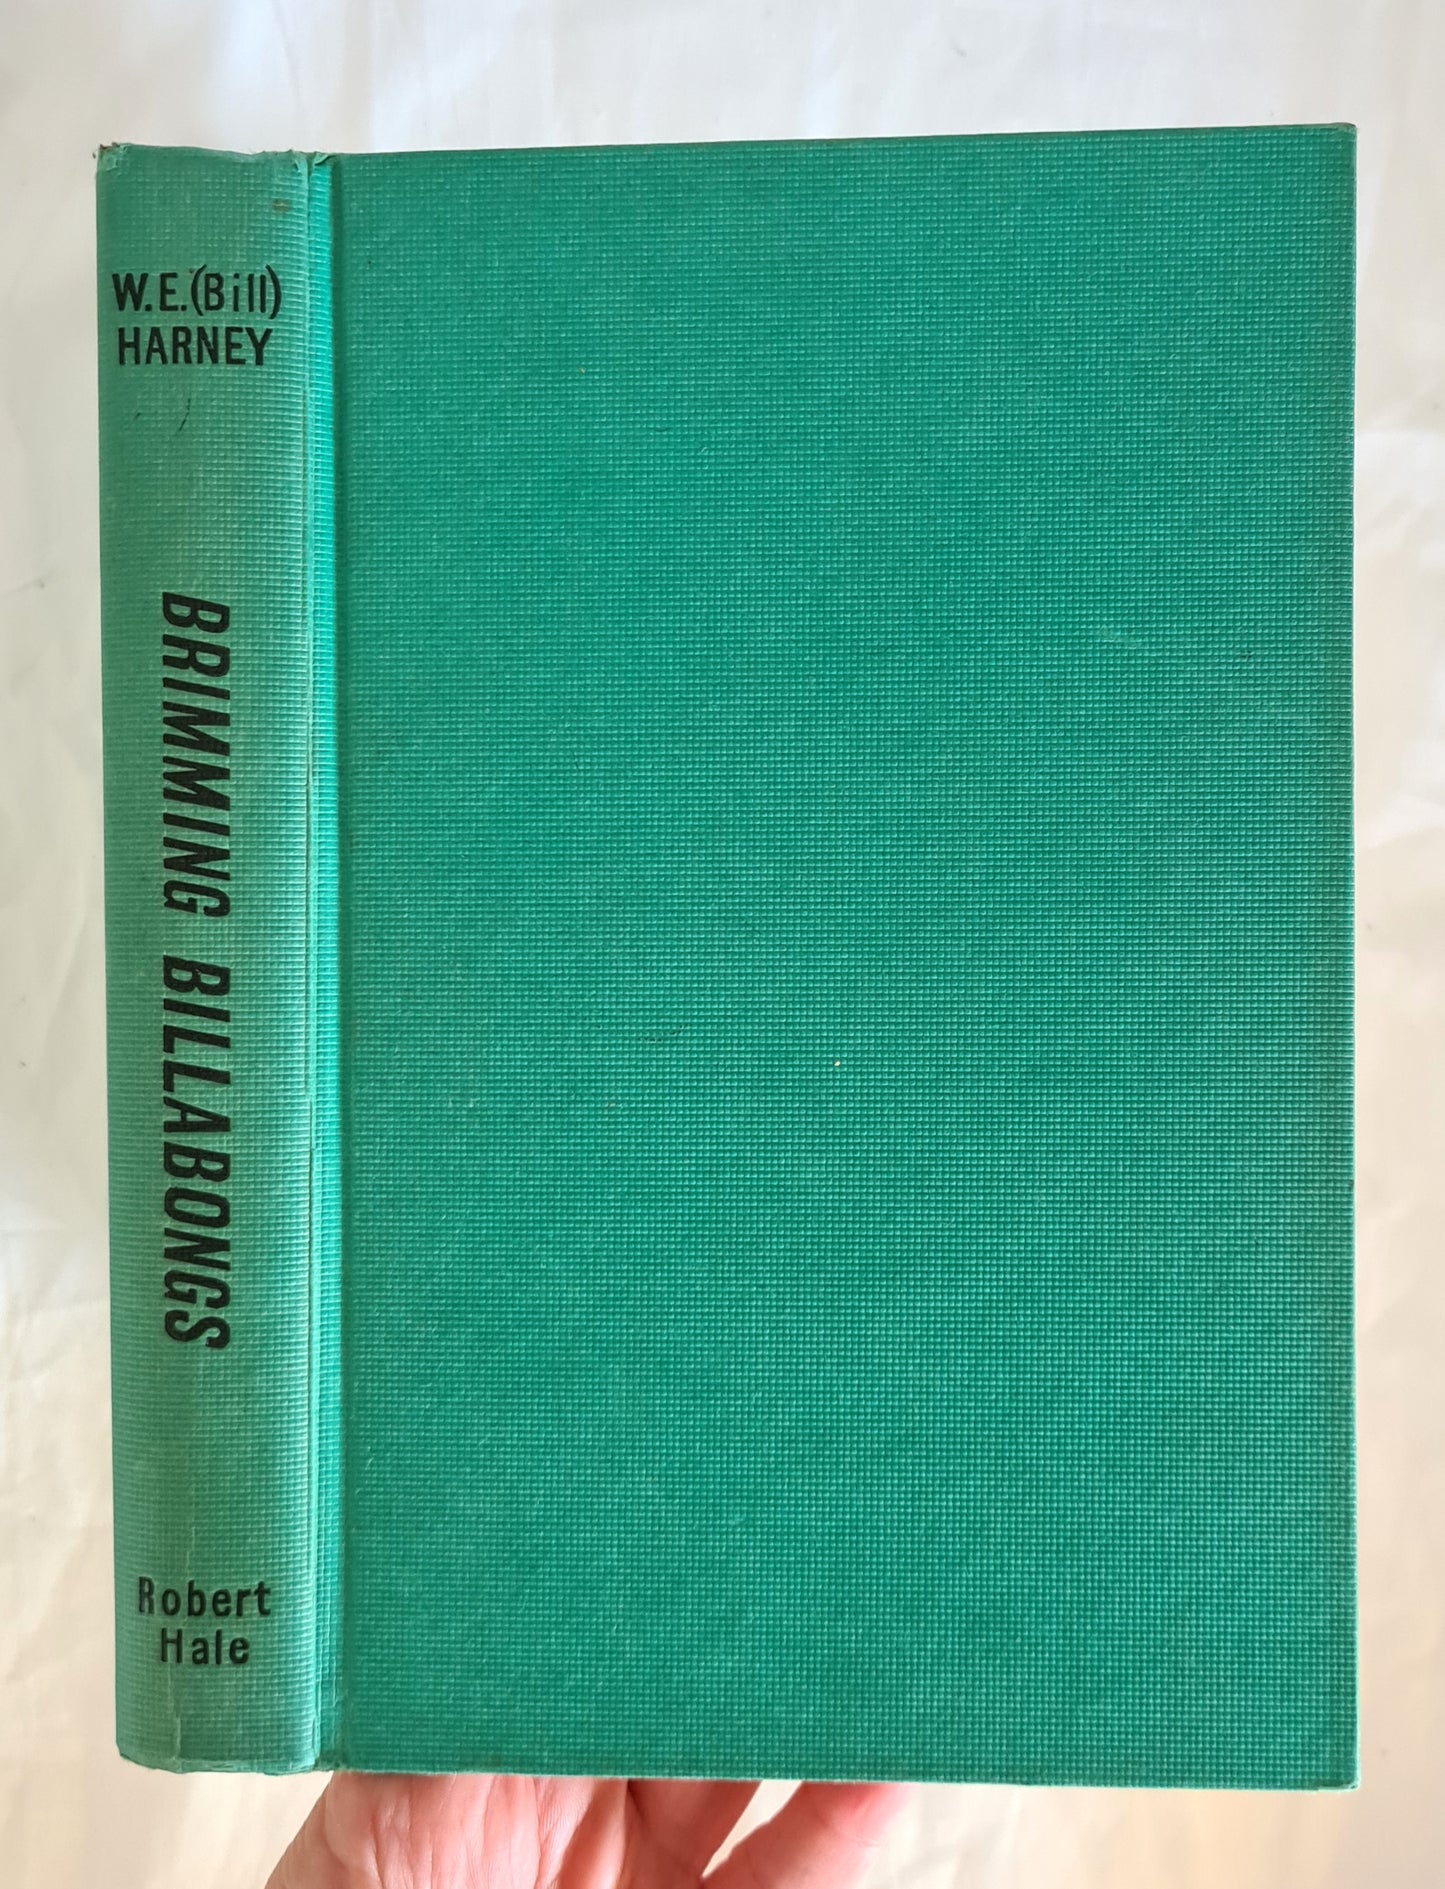 W.E.(Bill)
HARNEY
BRIMMING BILLABONGS
Robert
Hale